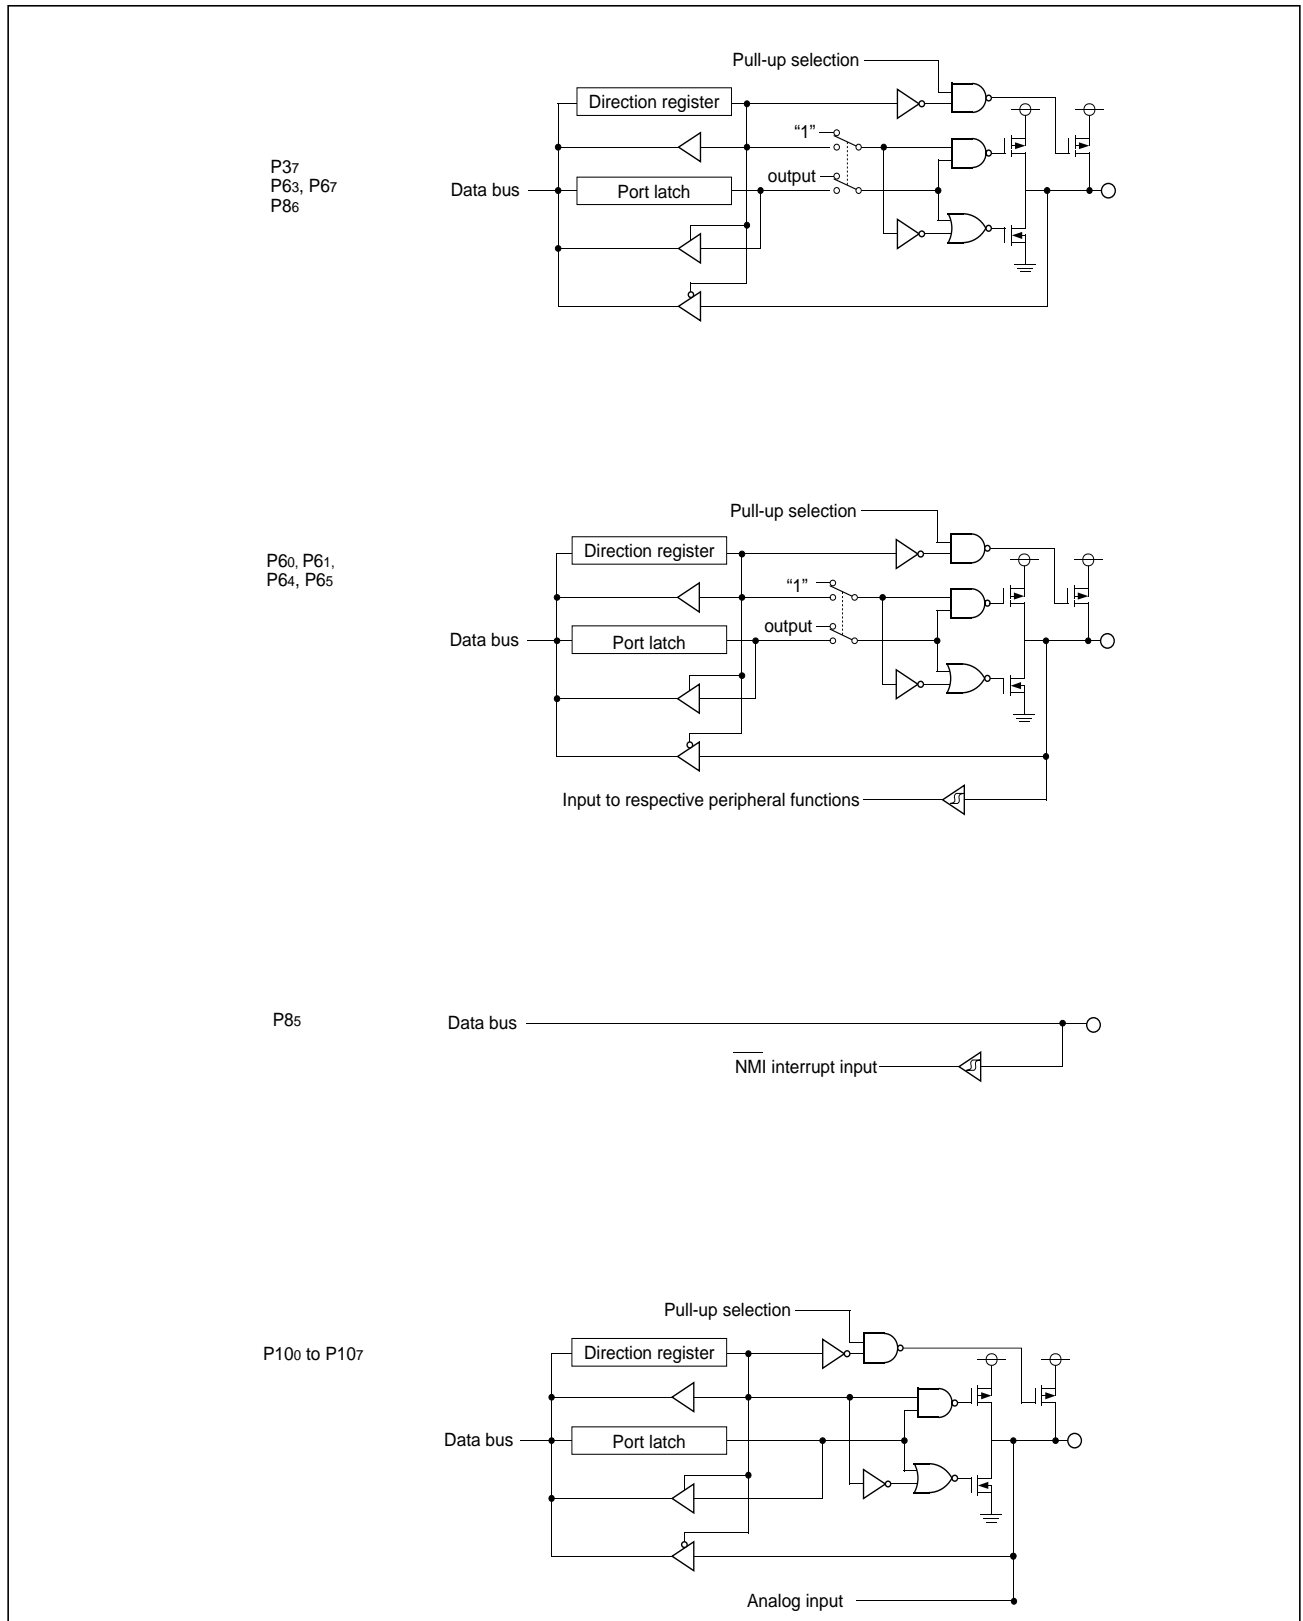 Pull-up selection
Direction register
“1”
P37
P63, P67
P86
Data bus
Port latch
output
Pull-up selection
Direction register
P60, P61,
P64, P65
“1”
output
Data bus
Port latch
Input to respective peripheral functions
P85
Data bus
NMI interrupt input
Pull-up selection
P100 to P107
Direction register
Data bus
Port latch
Analog input